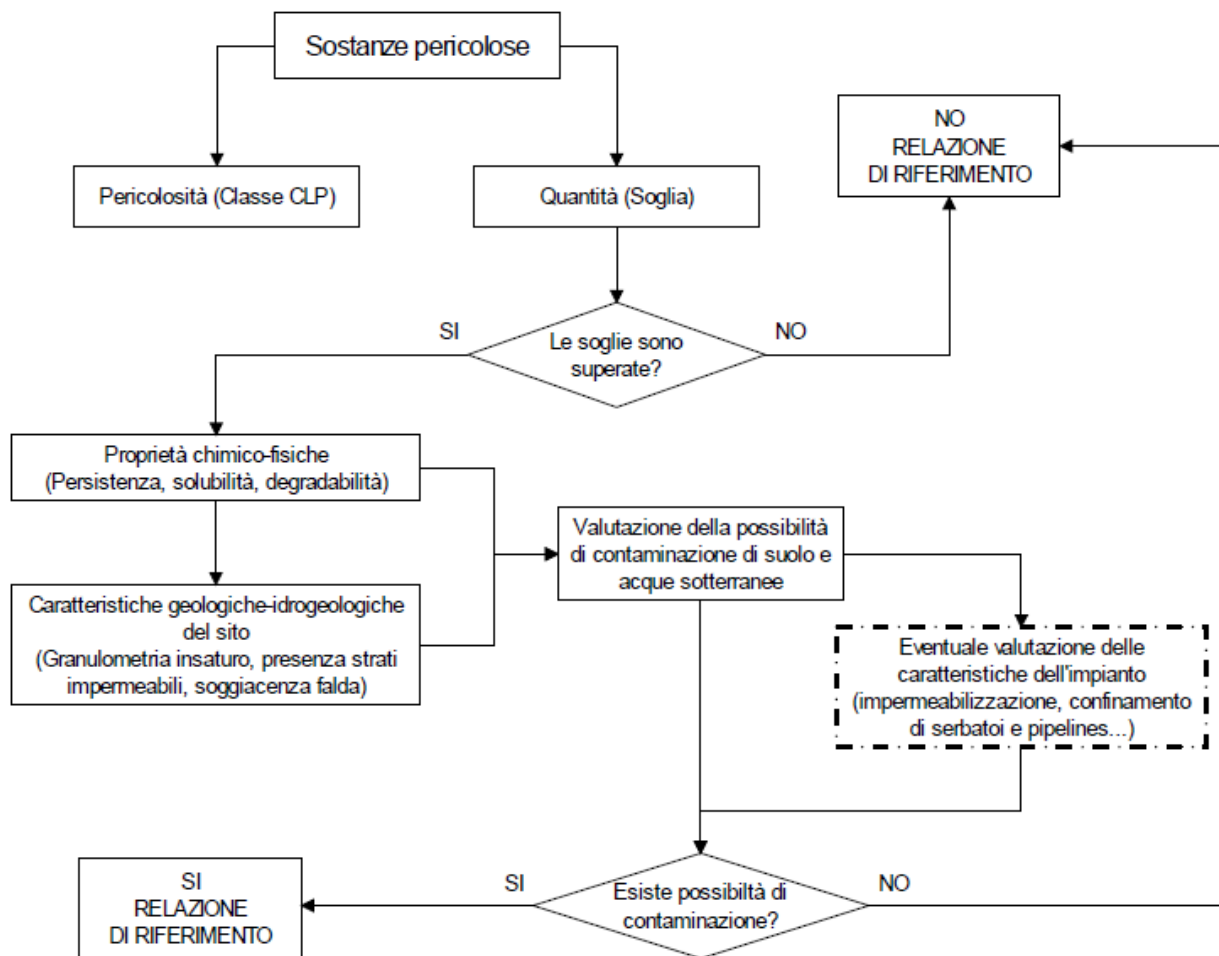 Sostanze pericolose
NO
RELAZIONE
DI RIFERIMENTO
Pericolosità (Classe CLP)
Quantità (Soglia)
SI
NO
Le soglie sono
superate?
Proprietà chimico-fisiche
(Persistenza, solubilità, degradabilità)
Valutazione della possibilità
di contaminazione di suolo e
acque sotterranee
Caratteristiche geologiche-idrogeologiche
del sito
(Granulometria insaturo, presenza strati
impermeabili, soggiacenza falda)
Eventuale valutazione delle
caratteristiche dell'impianto
(impermeabilizzazione, confinamento
di serbatoi e pipelines...)
SI
RELAZIONE
DI RIFERIMENTO
SI
Esiste possibiltà di
contaminazione?
NO